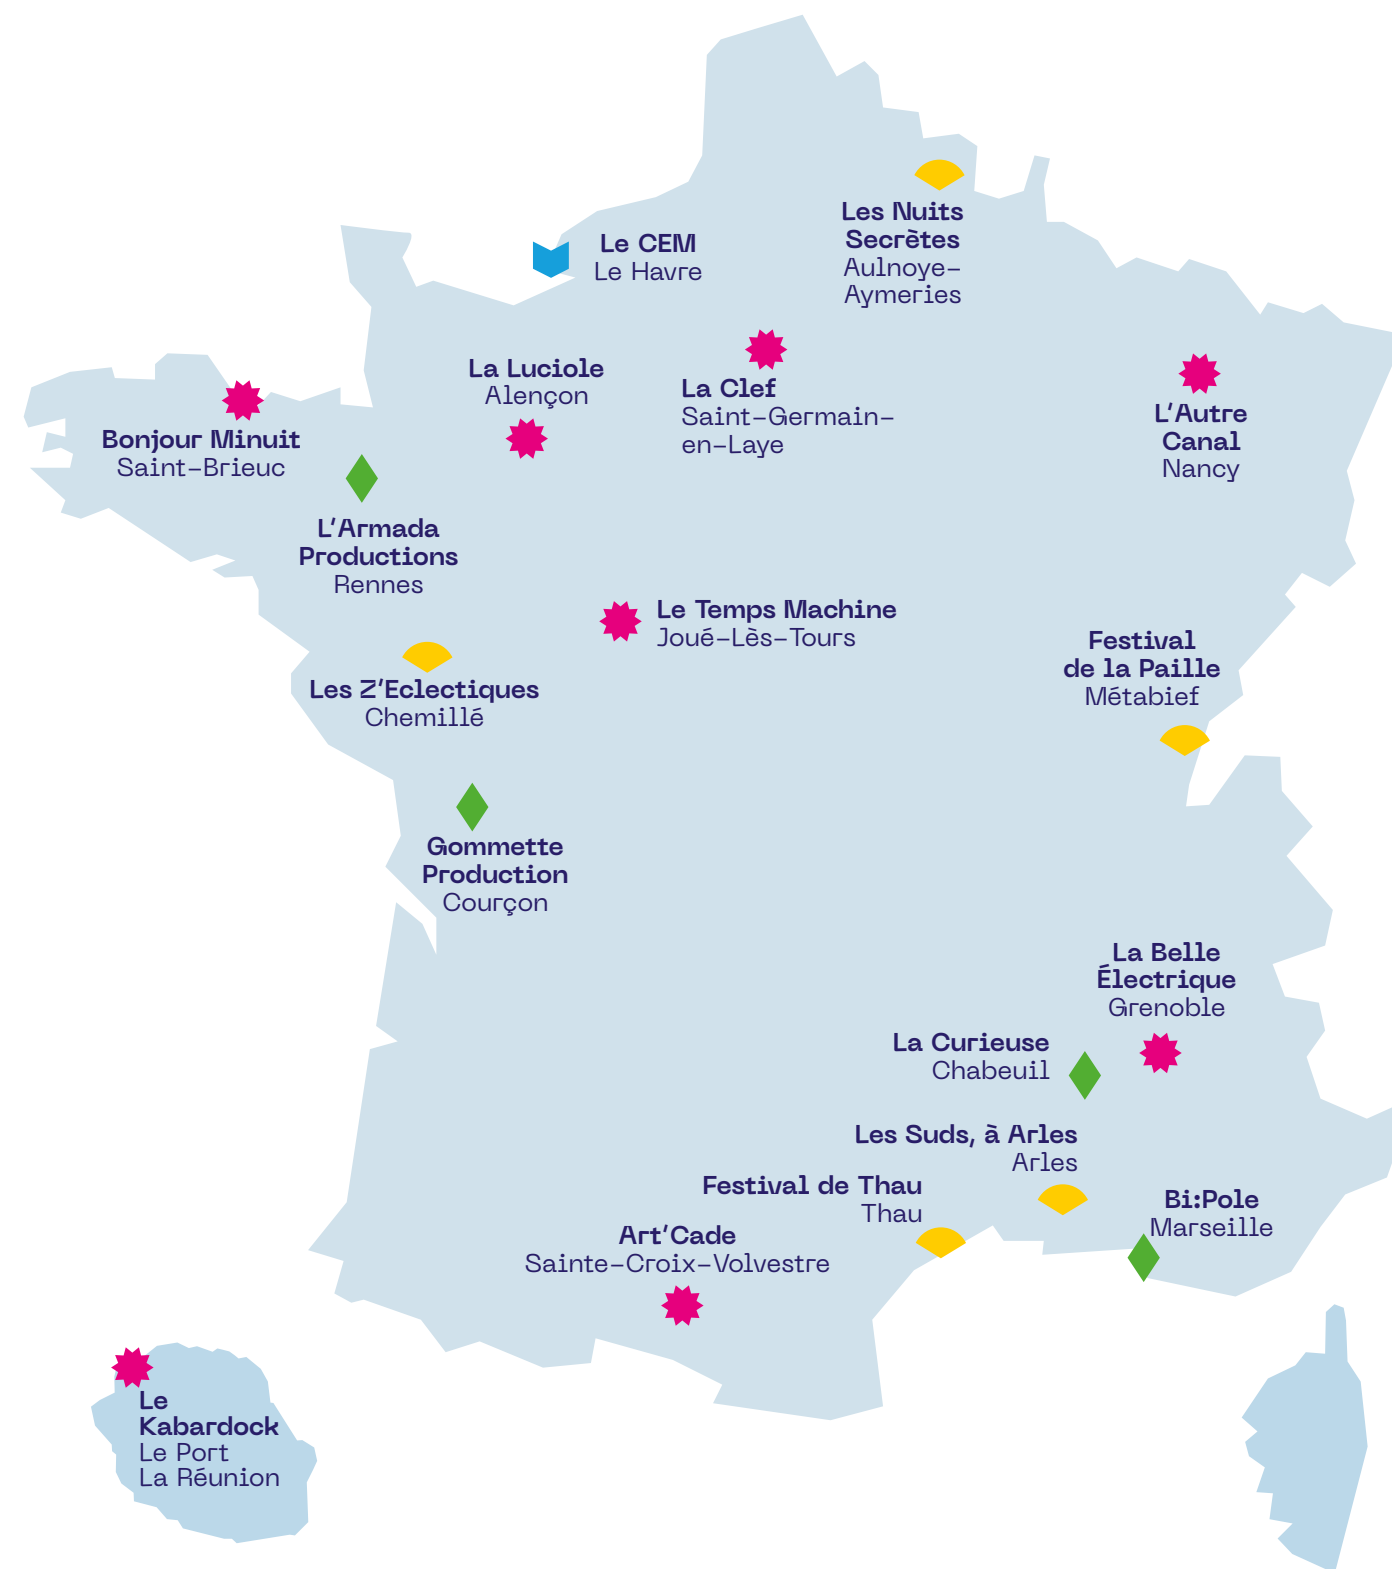 Les Nuits
Secrètes
Aulnoye-
Aymeries
Le CEM
Le Havre
La Luciole
Alençon
La Clef
Saint-Germain-
en-Laye
L'Autre
Canal
Nancy
Bonjour Minuit
Saint-Brieuc
L'Armada
Productions
Rennes
Le Temps Machine
Joué-Lès-Tours
Festival
de la Paille
Métabief
Les Z'Eclectiques
Chemillé
Gommette
Production
Courçon
La Belle
Électrique
Grenoble
La Curieuse
Chabeuil
Les Suds, à Arles
Arles
Festival de Thau
Thau
Bi:Pole
Marseille
Art'Cade
Sainte-Croix-Volvestre
Le
Kabardock
Le Port
La Réunion